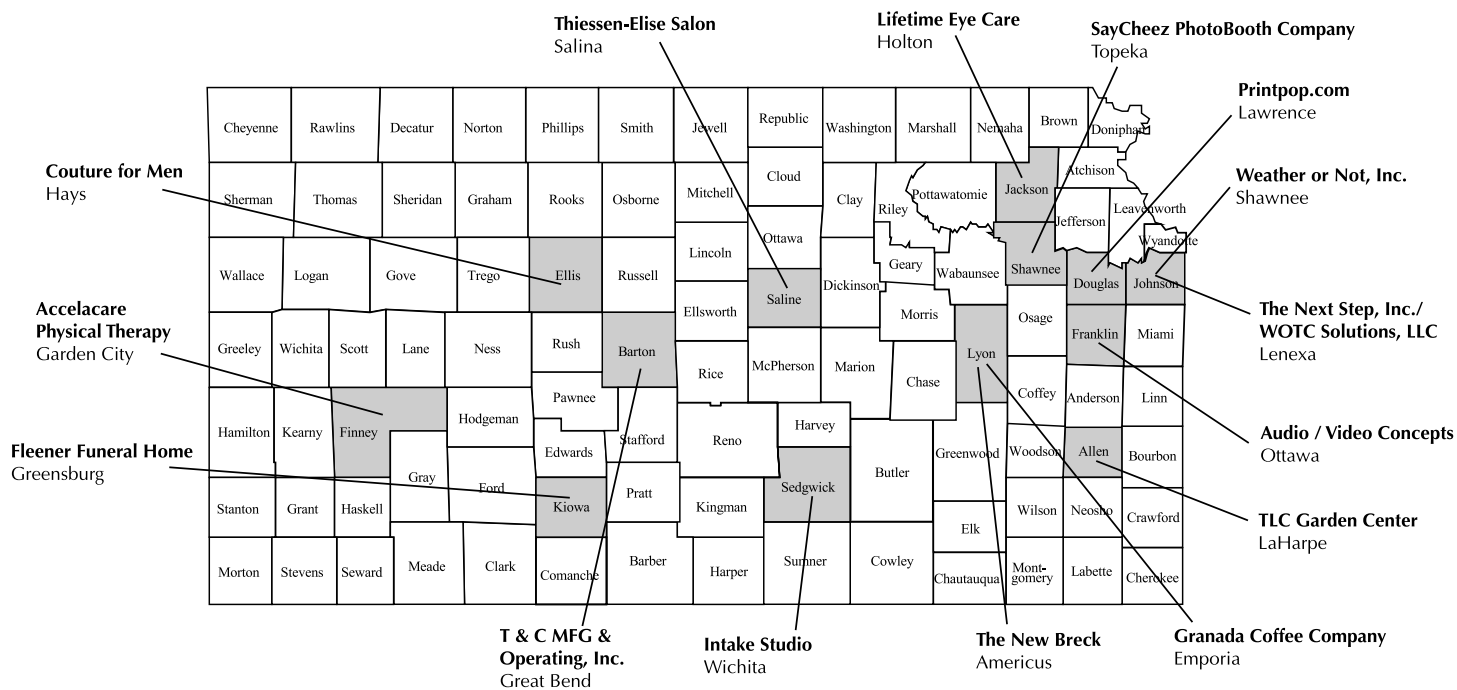 Thiessen-Elise Salon
Salina
Lifetime Eye Care
Holton
SayCheez PhotoBooth Company
Topeka
Printpop.com
Lawrence
Couture for Men
Hays
Weather or Not, Inc.
Shawnee
Accelacare
Physical Therapy
Garden City
The Next Step, Inc./
WOTC Solutions, LLC
Lenexa
Fleener Funeral Home
Greensburg
Audio / Video Concepts
Ottawa
TLC Garden Center
LaHarpe
T & C MFG &
Operating, Inc.
Great Bend
Intake Studio
Wichita
The New Breck
Americus
Granada Coffee Company
Emporia
Cheyenne
Rawlins
Decatur
Norton
Phillips
Smith
Jewell
Republic
Washington
Marshall
Nemaha
Brown
Doniphan
Sherman
Thomas
Sheridan
Graham
Rooks
Osborne
Mitchell
Cloud
Clay
Riley
Pottawatomie
Jackson
Atchison
Jefferson
Leavenworth
Wyandotte
Wallace
Logan
Gove
Trego
Ellis
Russell
Lincoln
Ottawa
Saline
Dickinson
Geary
Wabaunsee
Shawnee
Douglas
Johnson
Greeley
Wichita
Scott
Lane
Ness
Rush
Barton
Ellsworth
Rice
McPherson
Marion
Morris
Chase
Lyon
Osage
Franklin
Miami
Hamilton
Kearny
Finney
Hodgeman
Pawnee
Edwards
Stafford
Reno
Harvey
Butler
Greenwood
Coffey
Anderson
Linn
Woodson
Allen
Bourbon
Stanton
Grant
Haskell
Gray
Ford
Kiowa
Pratt
Kingman
Sedgwick
Elk
Wilson
Neosho
Crawford
Morton
Stevens
Seward
Meade
Clark
Comanche
Barber
Harper
Sumner
Cowley
Chautauqua
Mont-
gomery
Labette
Cherokee